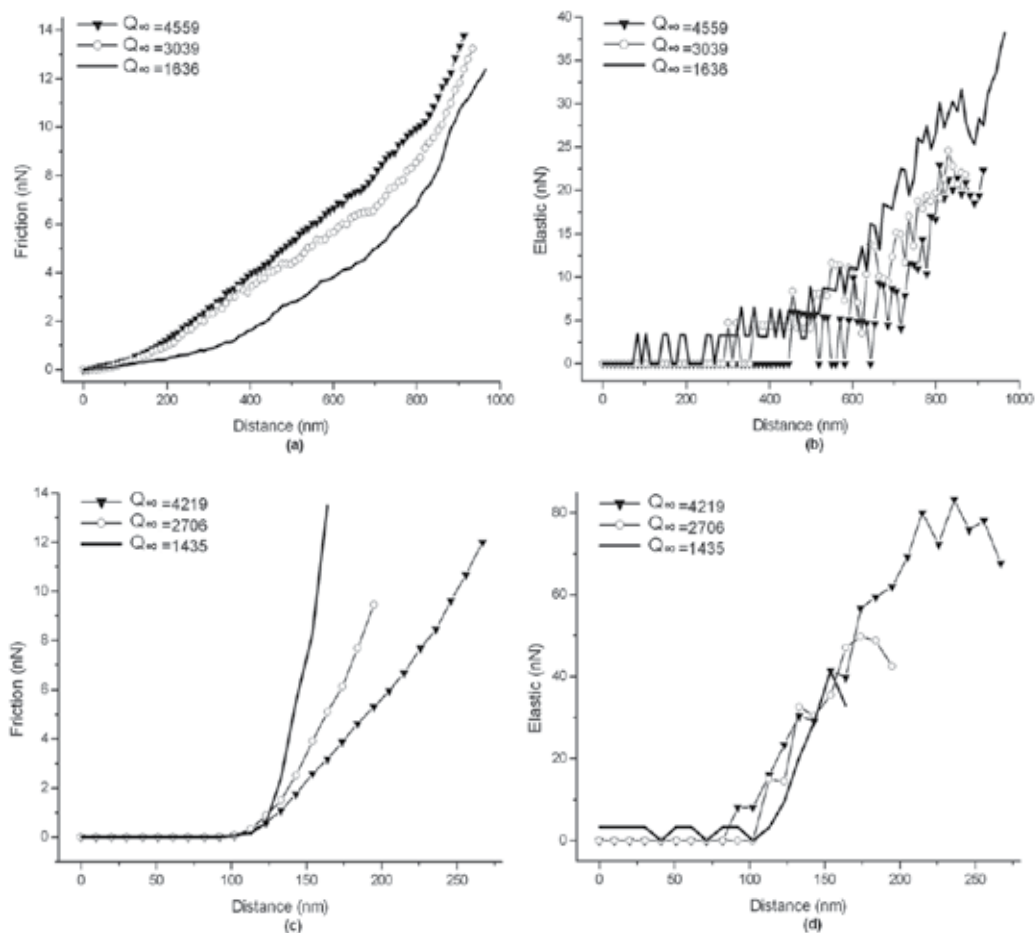 Q∞=4559
Q∞=3039
Q∞=1636
14
12
10
8
6
4
2
0
Friction (nN)
0 200 400 600 800 1000
Distance (nm)
(a)
Q∞=4559
Q∞=3039
Q∞=1636
40
35
30
25
20
15
10
5
0
Elastic (nN)
0 200 400 600 800 1000
Distance (nm)
(b)
Q∞=4219
Q∞=2706
Q∞=1435
14
12
10
8
6
4
2
0
Friction (nN)
0 50 100 150 200 250
Distance (nm)
(c)
Q∞=4219
Q∞=2706
Q∞=1435
80
60
40
20
0
Elastic (nN)
0 50 100 150 200 250
Distance (nm)
(d)